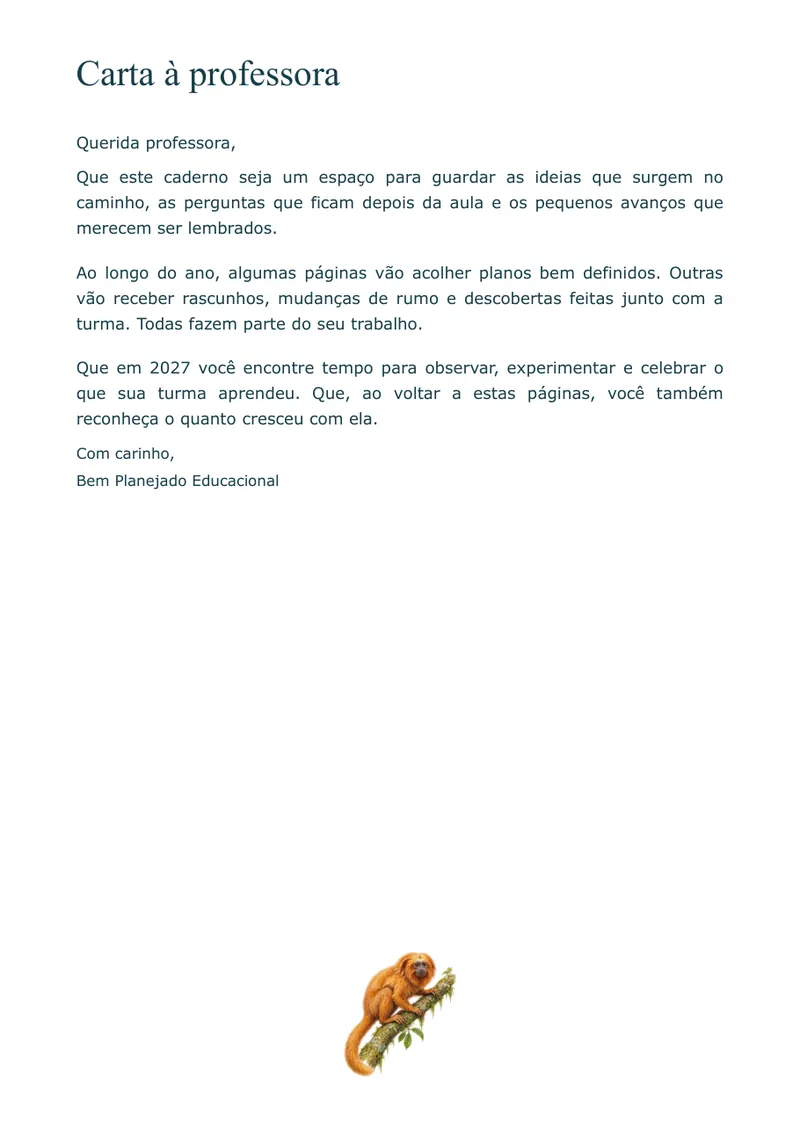 Carta à professora
Querida professora,
Que este caderno seja um espaço para guardar as ideias que surgem no
caminho, as perguntas que ficam depois da aula e os pequenos avanços que
merecem ser lembrados.
Ao longo do ano, algumas páginas vão acolher planos bem definidos. Outras
vão receber rascunhos, mudanças de rumo e descobertas feitas junto com a
turma. Todas fazem parte do seu trabalho.
Que em 2027 você encontre tempo para observar, experimentar e celebrar o
que sua turma aprendeu. Que, ao voltar a estas páginas, você também
reconheça o quanto cresceu com ela.
Com carinho,
Bem Planejado Educacional